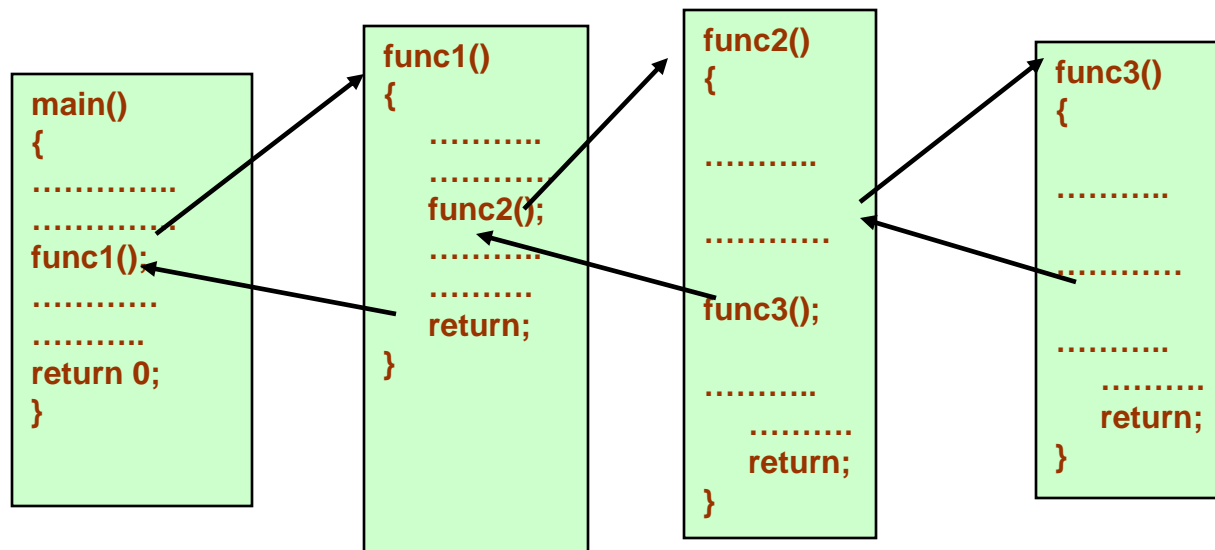 main()
{
…………..
…………..
func1();
…………
………..
return 0;
}
func1()
{
………..
…………
func2();
………..
……….
return;
}
func2()
{
………..
…………
func3();
………..
……….
return;
}
func3()
{
………..
…………
………..
……….
return;
}